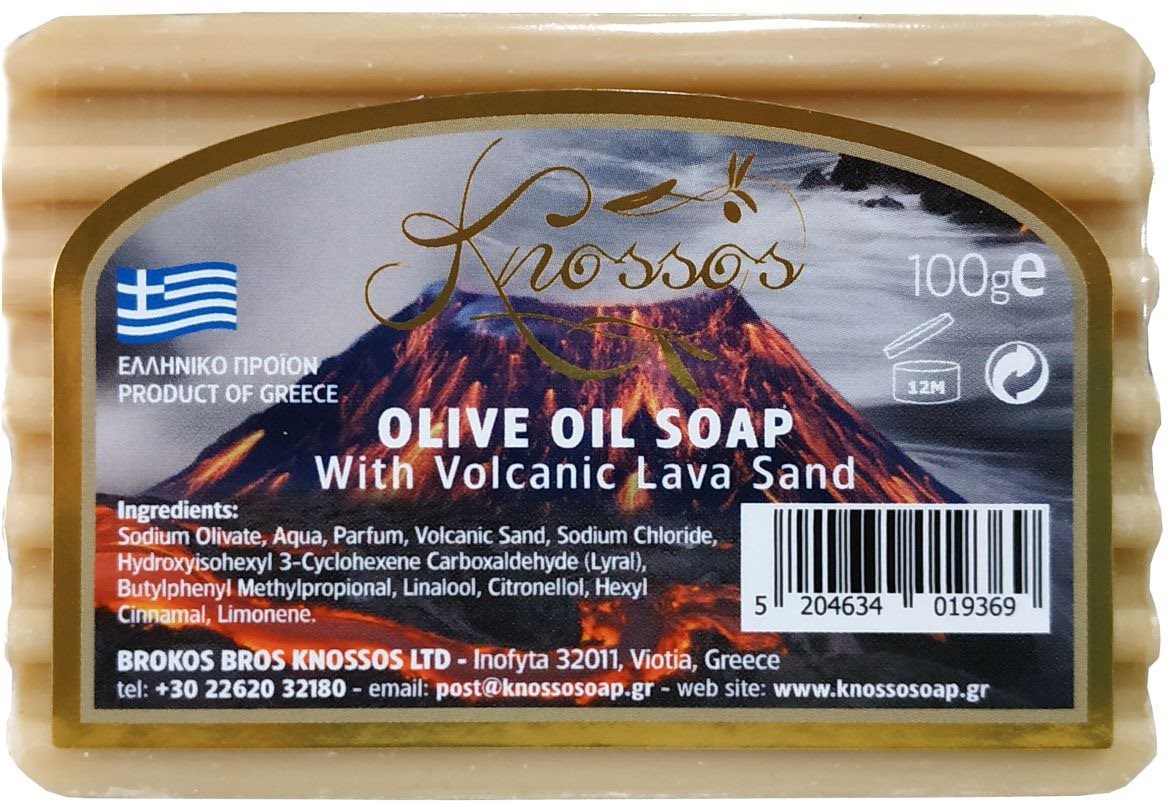 Knossos
100g e
12M
ΕΛΛΗΝΙΚΟ ΠΡΟΪΟΝ
PRODUCT OF GREECE
OLIVE OIL SOAP
With Volcanic Lava Sand
Ingredients:
Sodium Olivate, Aqua, Parfum, Volcanic Sand, Sodium Chloride,
Hydroxyisohexyl 3-Cyclohexene Carboxaldehyde (Lyral),
Butylphenyl Methylpropional, Linalool, Citronellol, Hexyl
Cinnamal, Limonene.
5 204634 019369
BROKOS BROS KNOSSOS LTD - Inofyta 32011, Viotia, Greece
tel: +30 22620 32180 - email: post@knossosoap.gr - web site: www.knossosoap.gr